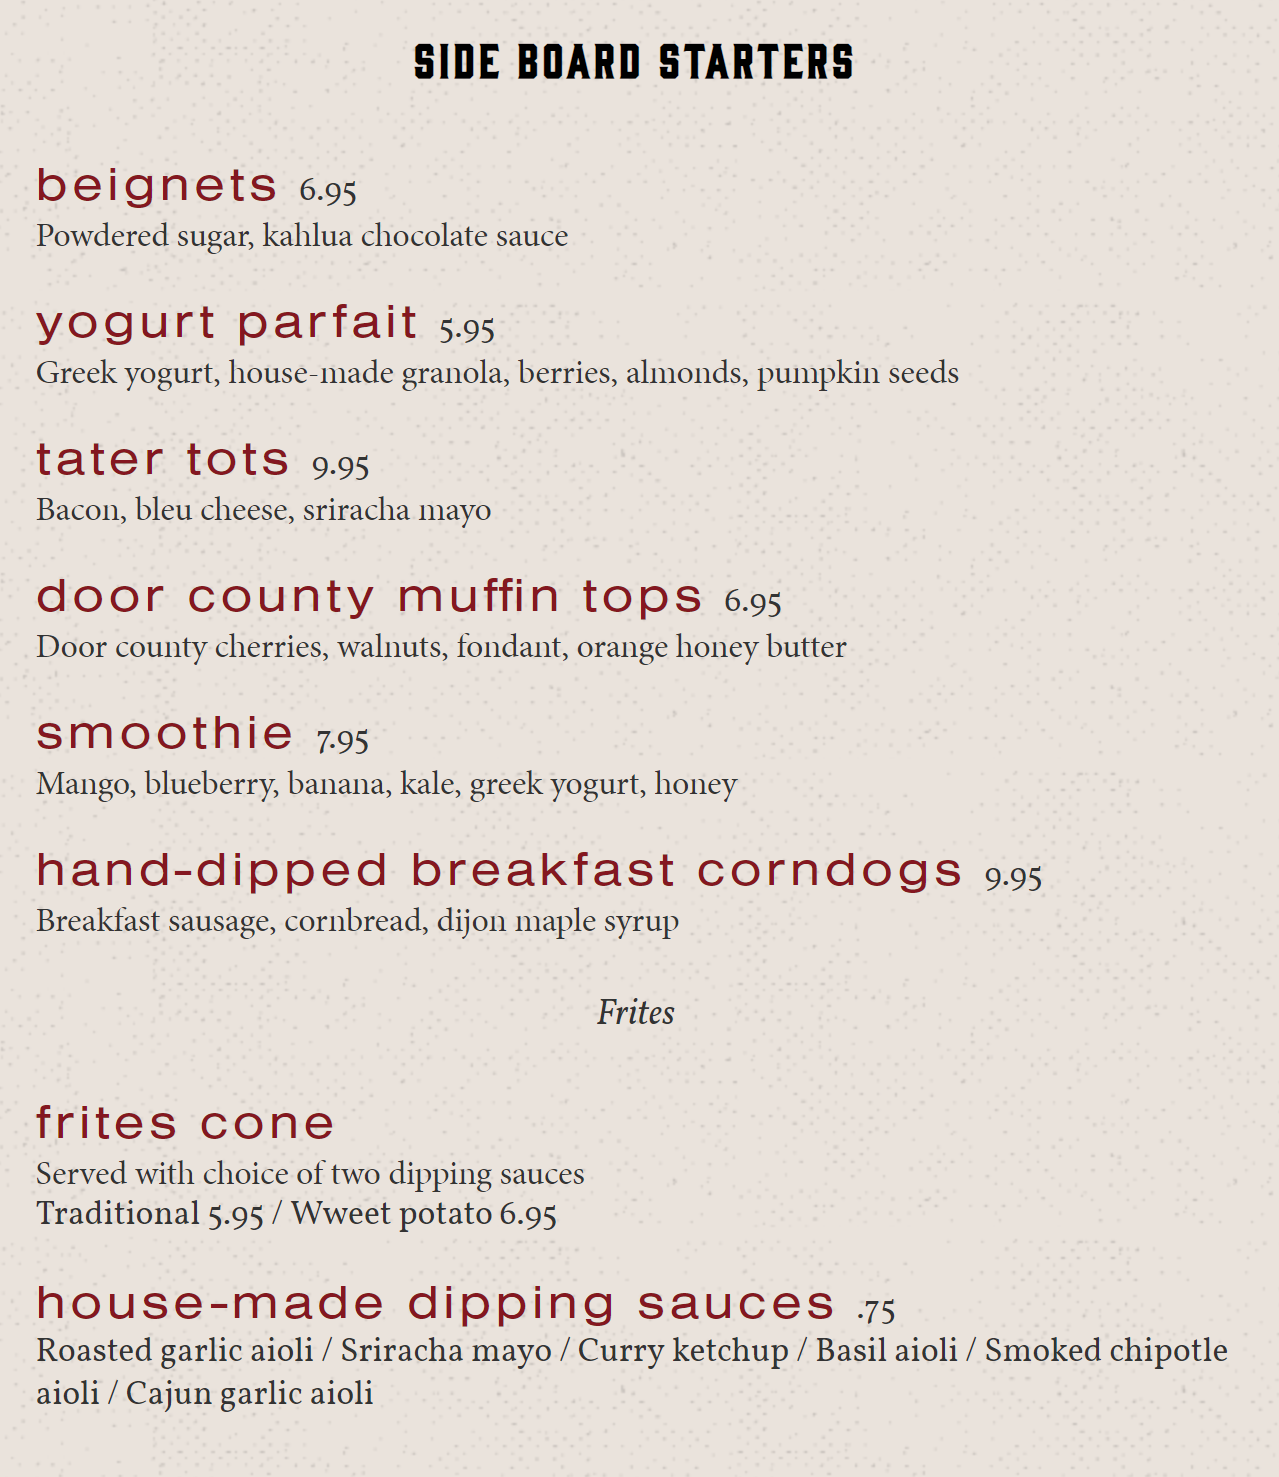 SIDE BOARD STARTERS
beignets 6.95
Powdered sugar, kahlua chocolate sauce
yogurt parfait 5.95
Greek yogurt, house-made granola, berries, almonds, pumpkin seeds
tater tots 9.95
Bacon, bleu cheese, sriracha mayo
door county muffin tops 6.95
Door county cherries, walnuts, fondant, orange honey butter
smoothie 7.95
Mango, blueberry, banana, kale, greek yogurt, honey
hand-dipped breakfast corndogs 9.95
Breakfast sausage, cornbread, dijon maple syrup
Frites
frites cone
Served with choice of two dipping sauces
Traditional 5.95 / Wweet potato 6.95
house-made dipping sauces .75
Roasted garlic aioli / Sriracha mayo / Curry ketchup / Basil aioli / Smoked chipotle
aioli / Cajun garlic aioli